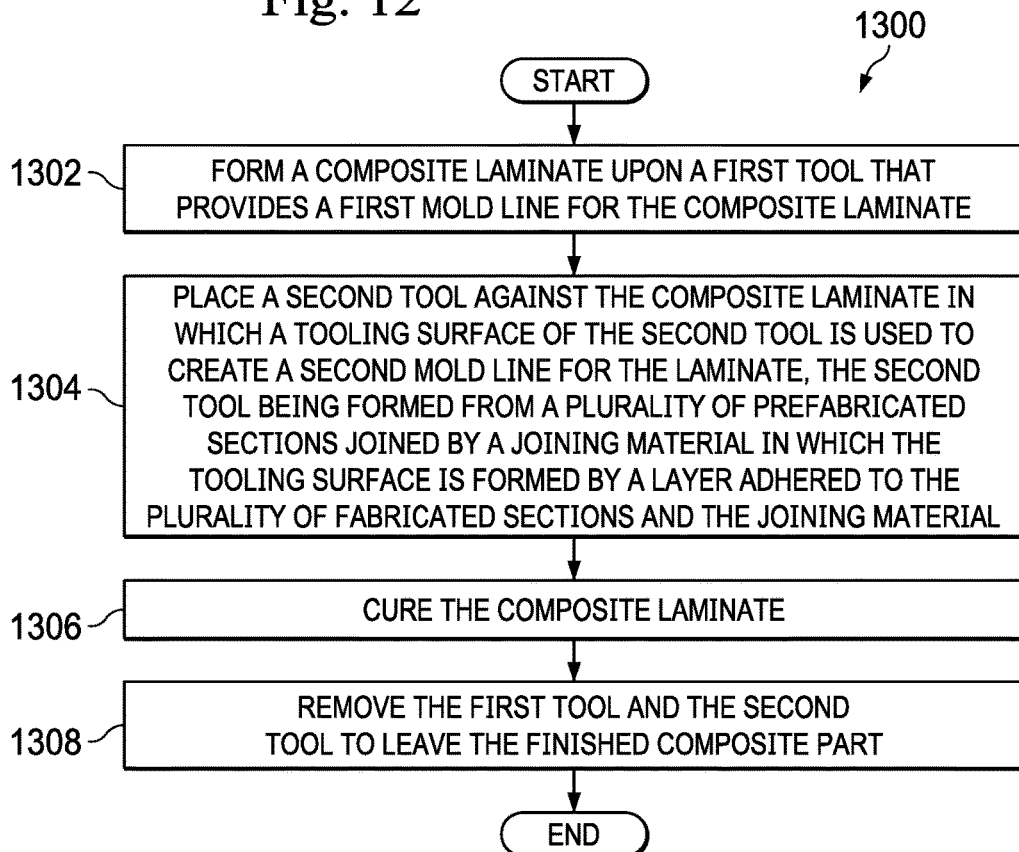 Fig. 12
1300
START
1302
FORM A COMPOSITE LAMINATE UPON A FIRST TOOL THAT
PROVIDES A FIRST MOLD LINE FOR THE COMPOSITE LAMINATE
1304
PLACE A SECOND TOOL AGAINST THE COMPOSITE LAMINATE IN
WHICH A TOOLING SURFACE OF THE SECOND TOOL IS USED TO
CREATE A SECOND MOLD LINE FOR THE LAMINATE, THE SECOND
TOOL BEING FORMED FROM A PLURALITY OF PREFABRICATED
SECTIONS JOINED BY A JOINING MATERIAL IN WHICH THE
TOOLING SURFACE IS FORMED BY A LAYER ADHERED TO THE
PLURALITY OF FABRICATED SECTIONS AND THE JOINING MATERIAL
1306
CURE THE COMPOSITE LAMINATE
1308
REMOVE THE FIRST TOOL AND THE SECOND
TOOL TO LEAVE THE FINISHED COMPOSITE PART
END